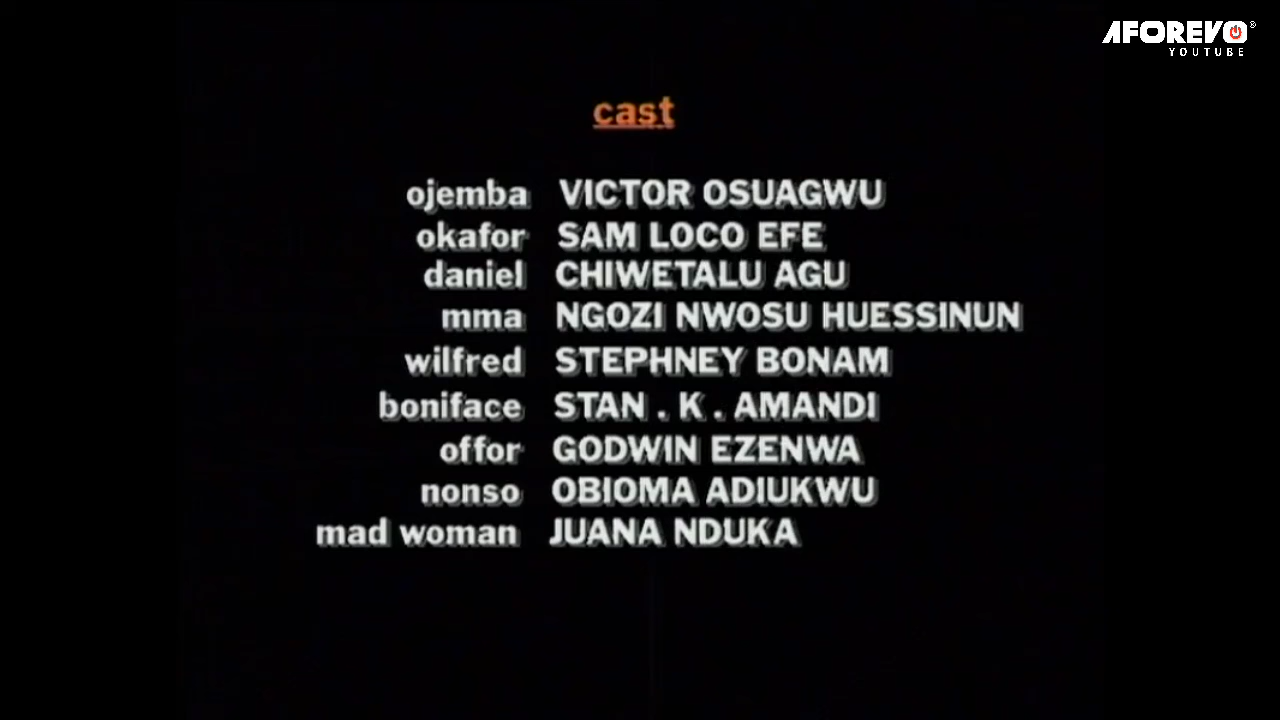 AFOREVO
YOUTUBE
cast
ojemba VICTOR OSUAGWU
okafor SAM LOCO EFE
daniel CHIWETALU AGU
mma NGOZI NWOSU HUESSINUN
wilfred STEPHNEY BONAM
boniface STAN . K . AMANDI
offor GODWIN EZENWA
nonso OBIOMA ADIUKWU
mad woman JUANA NDUKA